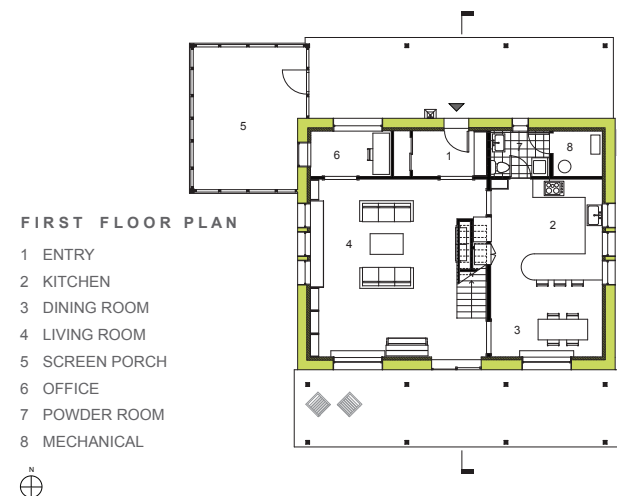 5
6
1
7
8
4
2
3
FIRST FLOOR PLAN
1 ENTRY
2 KITCHEN
3 DINING ROOM
4 LIVING ROOM
5 SCREEN PORCH
6 OFFICE
7 POWDER ROOM
8 MECHANICAL
N